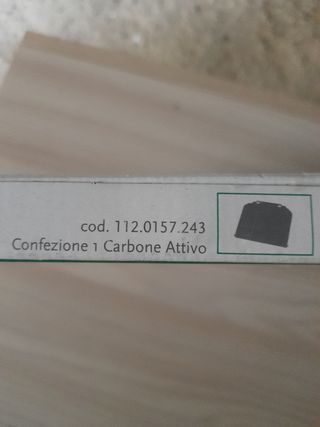 cod. 112.0157.243
Confezione 1 Carbone Attivo